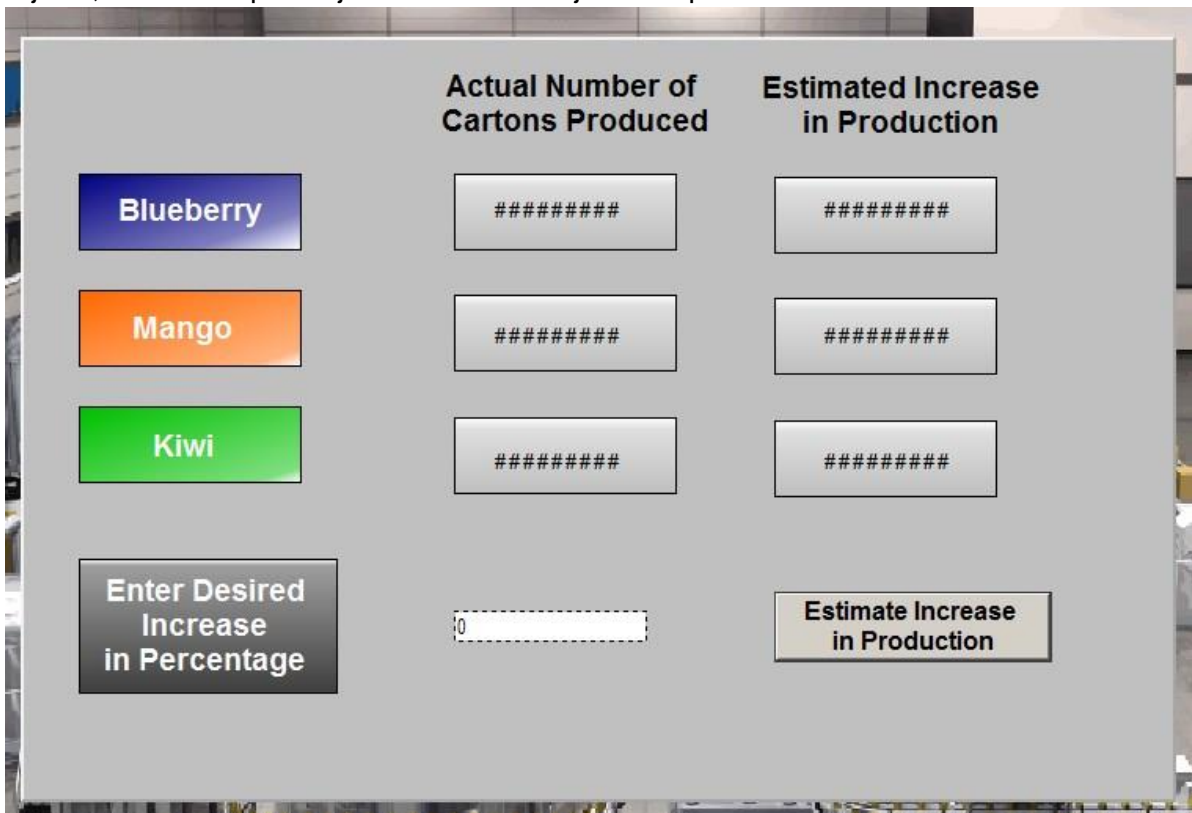 Actual Number of
Cartons Produced
Estimated Increase
in Production
Blueberry
#########
#########
Mango
#########
#########
Kiwi
#########
#########
Enter Desired
Increase
in Percentage
0
Estimate Increase
in Production